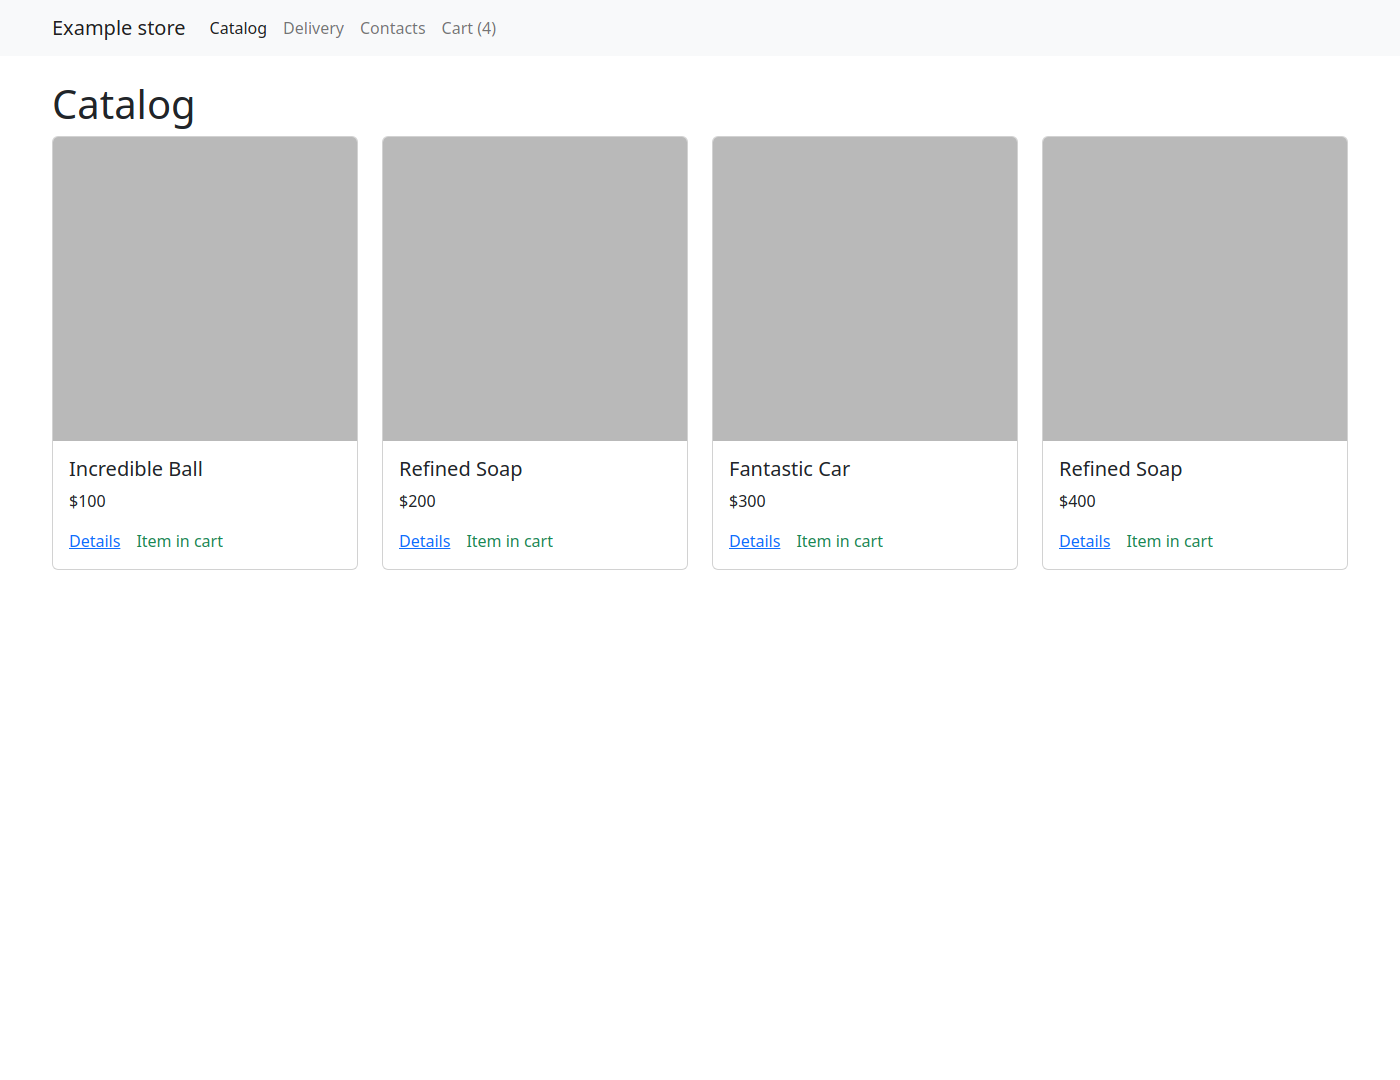 Example store Catalog Delivery Contacts Cart (4)
Catalog
Incredible Ball
$100
Details Item in cart
Refined Soap
$200
Details Item in cart
Fantastic Car
$300
Details Item in cart
Refined Soap
$400
Details Item in cart